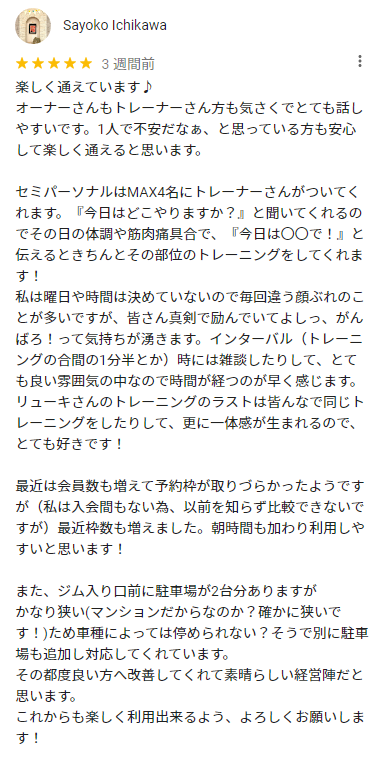 Sayoko Ichikawa
★★★★★ 3 週間前
楽しく通えています♪
オーナーさんもトレーナーさん方も気さくでとても話し
やすいです。1人で不安だなぁ、と思っている方も安心
して楽しく通えると思います。
セミパーソナルはMAX4名にトレーナーさんがついてく
れます。『今日はどこやりますか？』と聞いてくれるの
でその日の体調や筋肉痛具合で、『今日は〇〇で！』と
伝えるときちんとその部位のトレーニングをしてくれま
す！
私は曜日や時間は決めていないので毎回違う顔ぶれのこ
とが多いですが、皆さん真剣で励んでいてよしっ、がん
ばろ！って気持ちが湧きます。インターバル（トレーニ
ングの合間の1分半とか）時には雑談したりして、とて
も良い雰囲気の中なので時間が経つのが早く感じます。
リューキさんのトレーニングのラストは皆んなで同じト
レーニングをしたりして、更に一体感が生まれるので、
とても好きです！
最近は会員数も増えて予約枠が取りづらかったようです
が（私は入会間もない為、以前を知らず比較できないで
すが）最近枠数も増えました。朝時間も加わり利用しや
すいと思います！
また、ジム入り口前に駐車場が2台分ありますが
かなり狭い(マンションだからなのか？確かに狭いで
す！)ため車種によっては停められない？そうで別に駐車
場も追加し対応してくれています。
その都度良い方へ改善してくれて素晴らしい経営陣だと
思います。
これからも楽しく利用出来るよう、よろしくお願いしま
す！